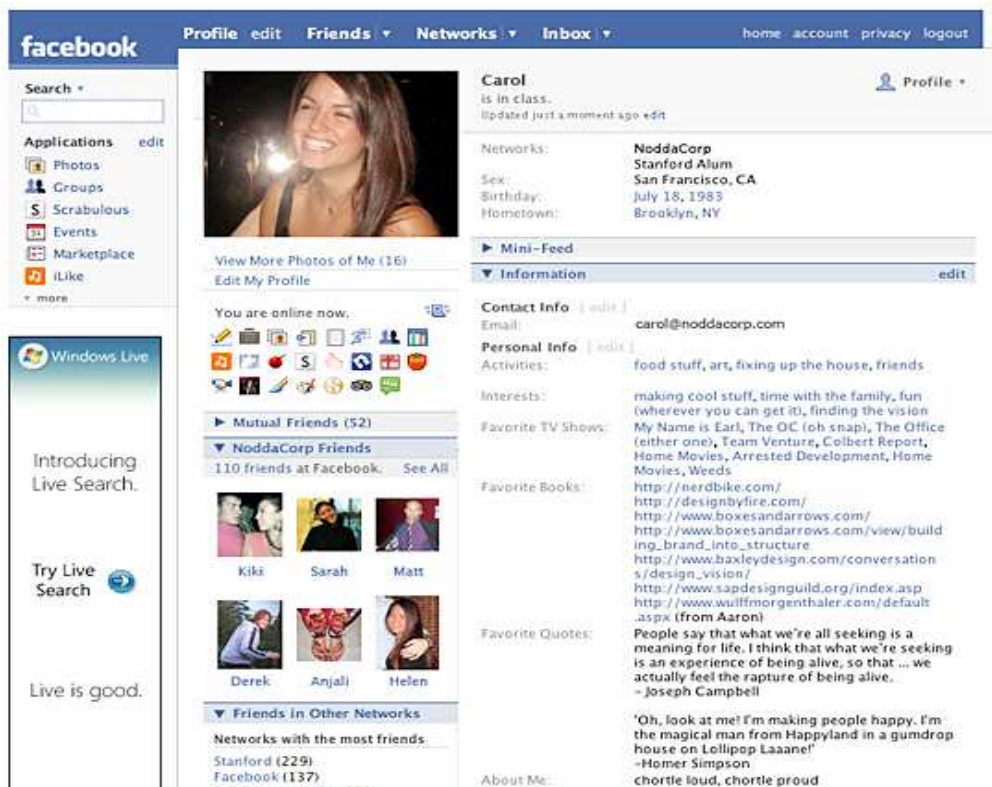 facebook
Profile edit Friends Networks Inbox home account privacy logout
Search
Applications edit
Photos
Groups
Scrabulous
Events
Marketplace
iLike
more
Windows Live
Introducing
Live Search.
Try Live
Search
Live is good.
View More Photos of Me (16)
Edit My Profile
You are online now.
Mutual Friends (52)
NoddaCorp Friends
110 friends at Facebook. See All
Kiki Sarah Matt
Derek Anjali Helen
Friends in Other Networks
Networks with the most friends
Stanford (229)
Facebook (137)
Carol
is in class.
Updated just a moment ago edit
Profile
Networks: NoddaCorp
Stanford Alum
Sex: San Francisco, CA
Birthday: July 18, 1983
Hometown: Brooklyn, NY
Mini-Feed
Information edit
Contact Info [ edit ]
Email: carol@noddacorp.com
Personal Info [ edit ]
Activities: food stuff, art, fixing up the house, friends
Interests: making cool stuff, time with the family, fun
(wherever you can get it), finding the vision
Favorite TV Shows: My Name is Earl, The OC (oh snap), The Office
(either one), Team Venture, Colbert Report,
Home Movies, Arrested Development, Home
Movies, Weeds
Favorite Books: http://nerdbike.com/
http://designbyfire.com/
http://www.boxesandarrows.com/
http://www.boxesandarrows.com/view/build
ing_brand_into_structure
http://www.baxleydesign.com/conversation
s/design_vision/
http://www.sapdesignguild.org/index.asp
http://www.wulffmorgenthaler.com/default
.aspx (from Aaron)
Favorite Quotes: People say that what we're all seeking is a
meaning for life. I think that what we're seeking
is an experience of being alive, so that ... we
actually feel the rapture of being alive.
- Joseph Campbell
'Oh, look at me! I'm making people happy. I'm
the magical man from Happyland in a gumdrop
house on Lollipop Laaane!'
-Homer Simpson
About Me: chortle loud, chortle proud